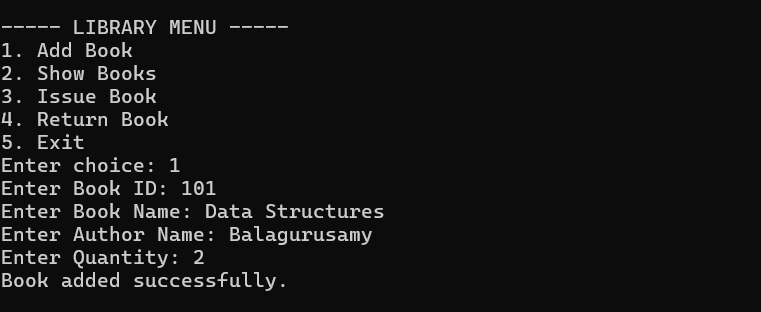 ----- LIBRARY MENU -----
1. Add Book
2. Show Books
3. Issue Book
4. Return Book
5. Exit
Enter choice: 1
Enter Book ID: 101
Enter Book Name: Data Structures
Enter Author Name: Balagurusamy
Enter Quantity: 2
Book added successfully.